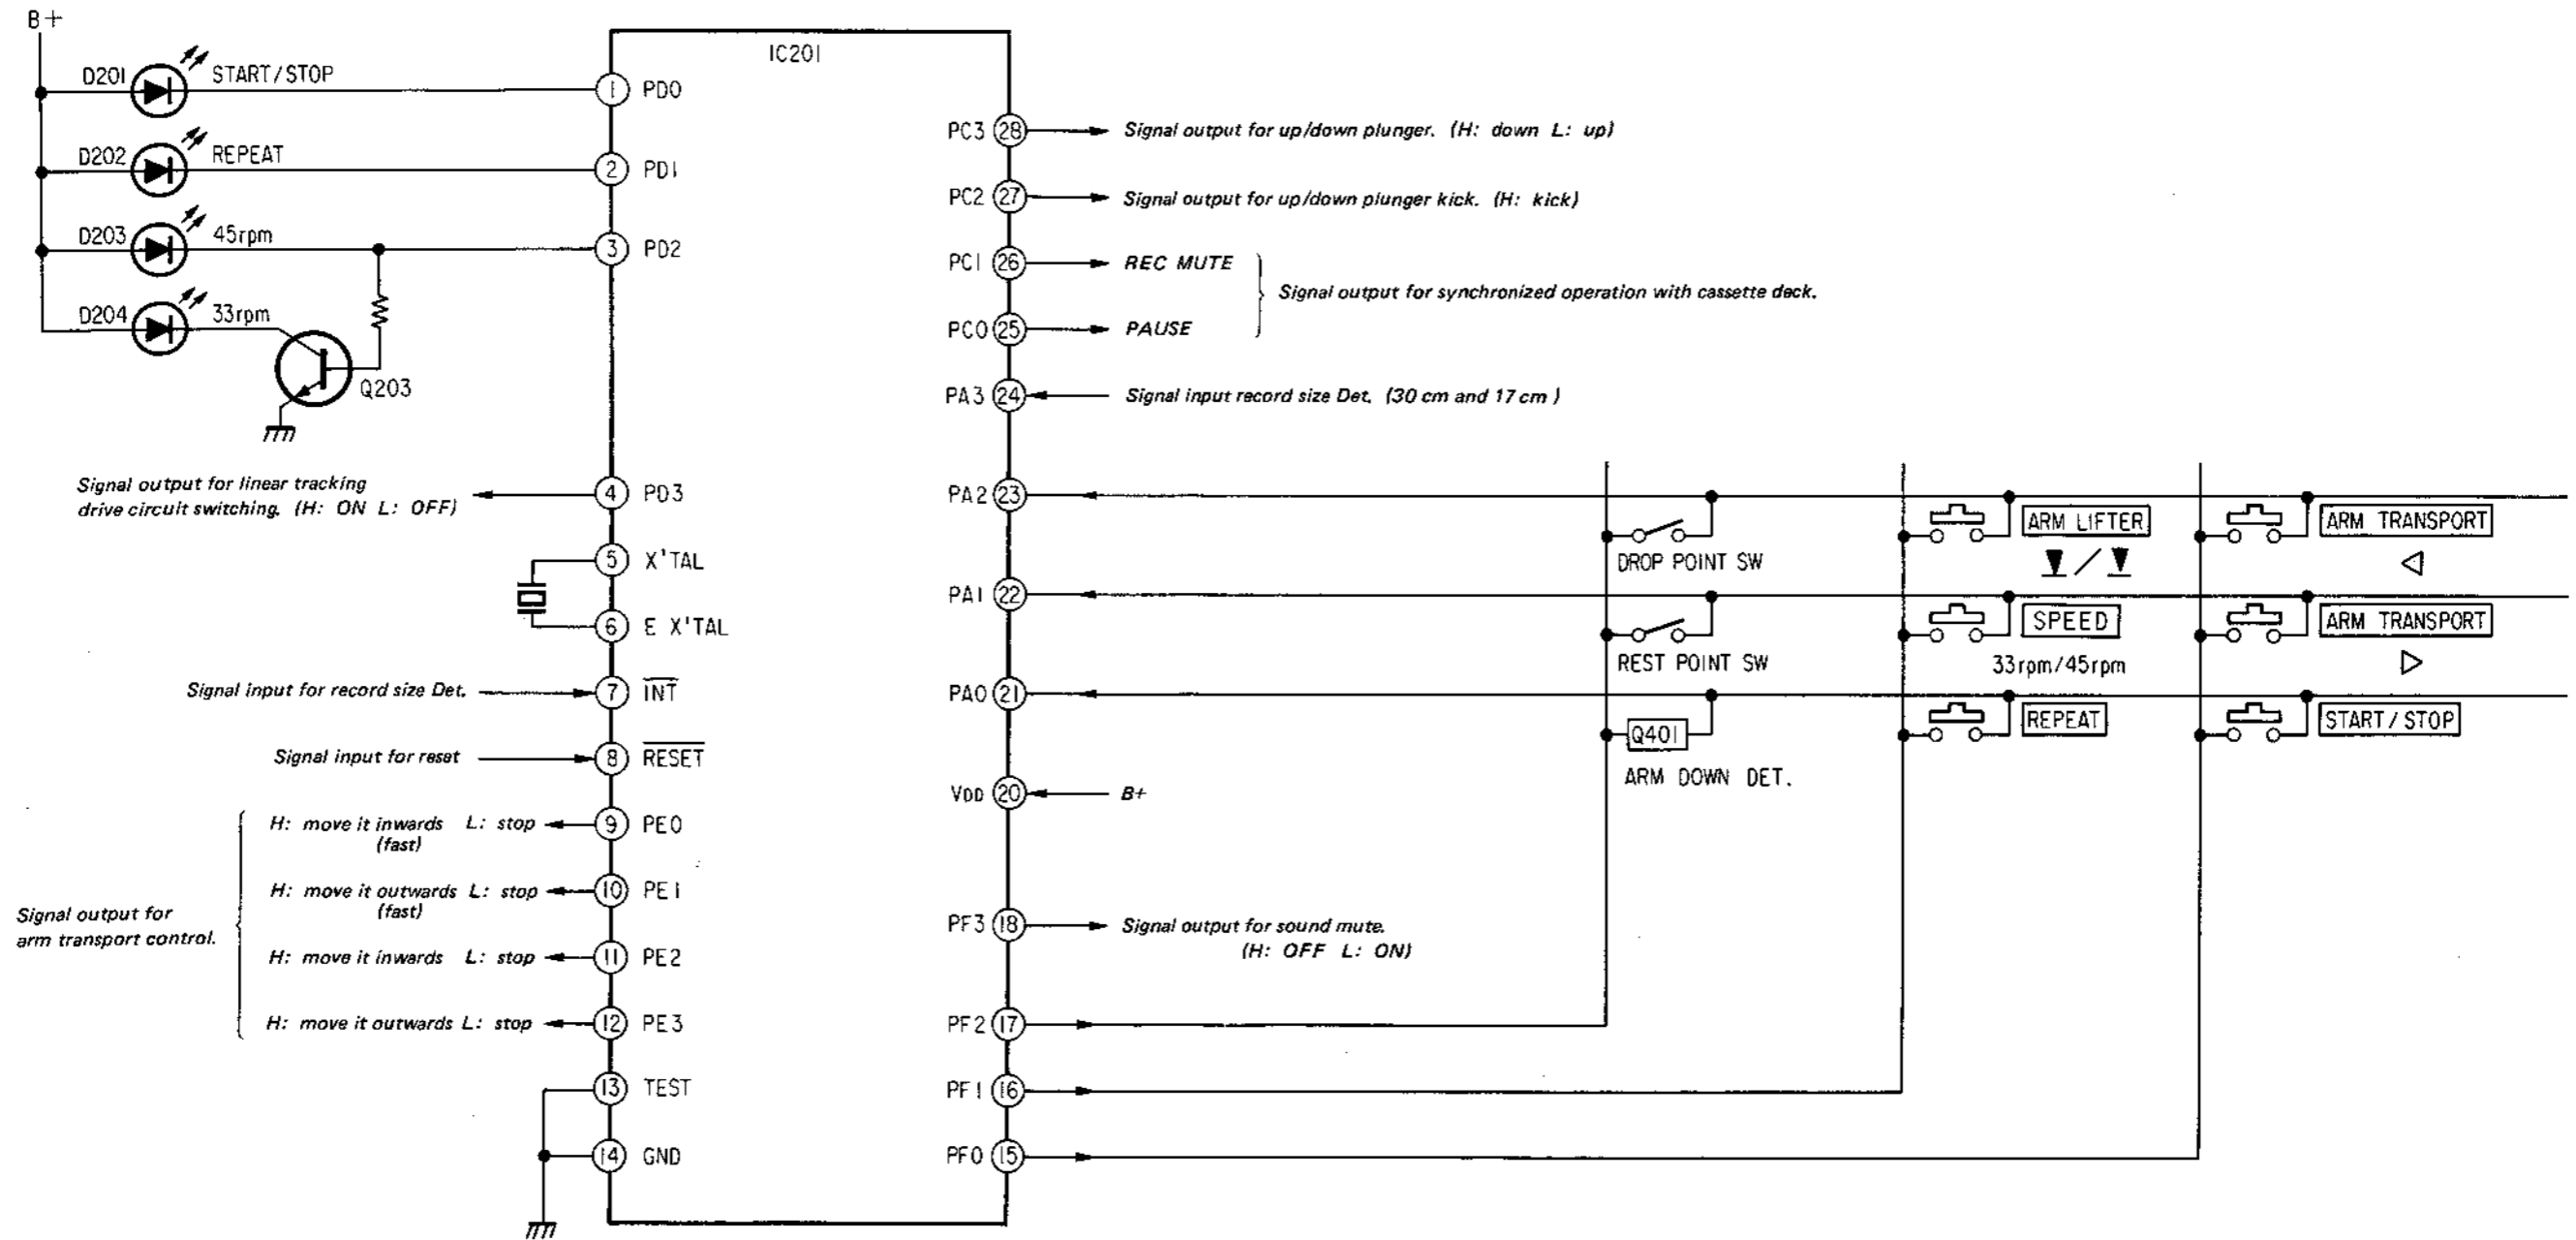 B+
IC201
D201 START/STOP
1 PD0
D202 REPEAT
2 PD1
D203 45rpm
3 PD2
D204 33rpm
Q203
Signal output for linear tracking
drive circuit switching. (H: ON L: OFF)
4 PD3
5 X'TAL
6 E X'TAL
Signal input for record size Det.
7 INT
Signal input for reset
8 RESET
Signal output for
arm transport control.
H: move it inwards L: stop
(fast)
9 PE0
H: move it outwards L: stop
(fast)
10 PE1
H: move it inwards L: stop
11 PE2
H: move it outwards L: stop
12 PE3
13 TEST
14 GND
PC3 28 Signal output for up/down plunger. (H: down L: up)
PC2 27 Signal output for up/down plunger kick. (H: kick)
PC1 26 REC MUTE
Signal output for synchronized operation with cassette deck.
PC0 25 PAUSE
PA3 24 Signal input record size Det. (30 cm and 17 cm )
PA2 23
DROP POINT SW
ARM LIFTER
ARM TRANSPORT
PA1 22
REST POINT SW
SPEED
33rpm/45rpm
ARM TRANSPORT
PA0 21
Q401
ARM DOWN DET.
REPEAT
START/STOP
VDD 20 B+
PF3 18 Signal output for sound mute.
(H: OFF L: ON)
PF2 17
PF1 16
PF0 15